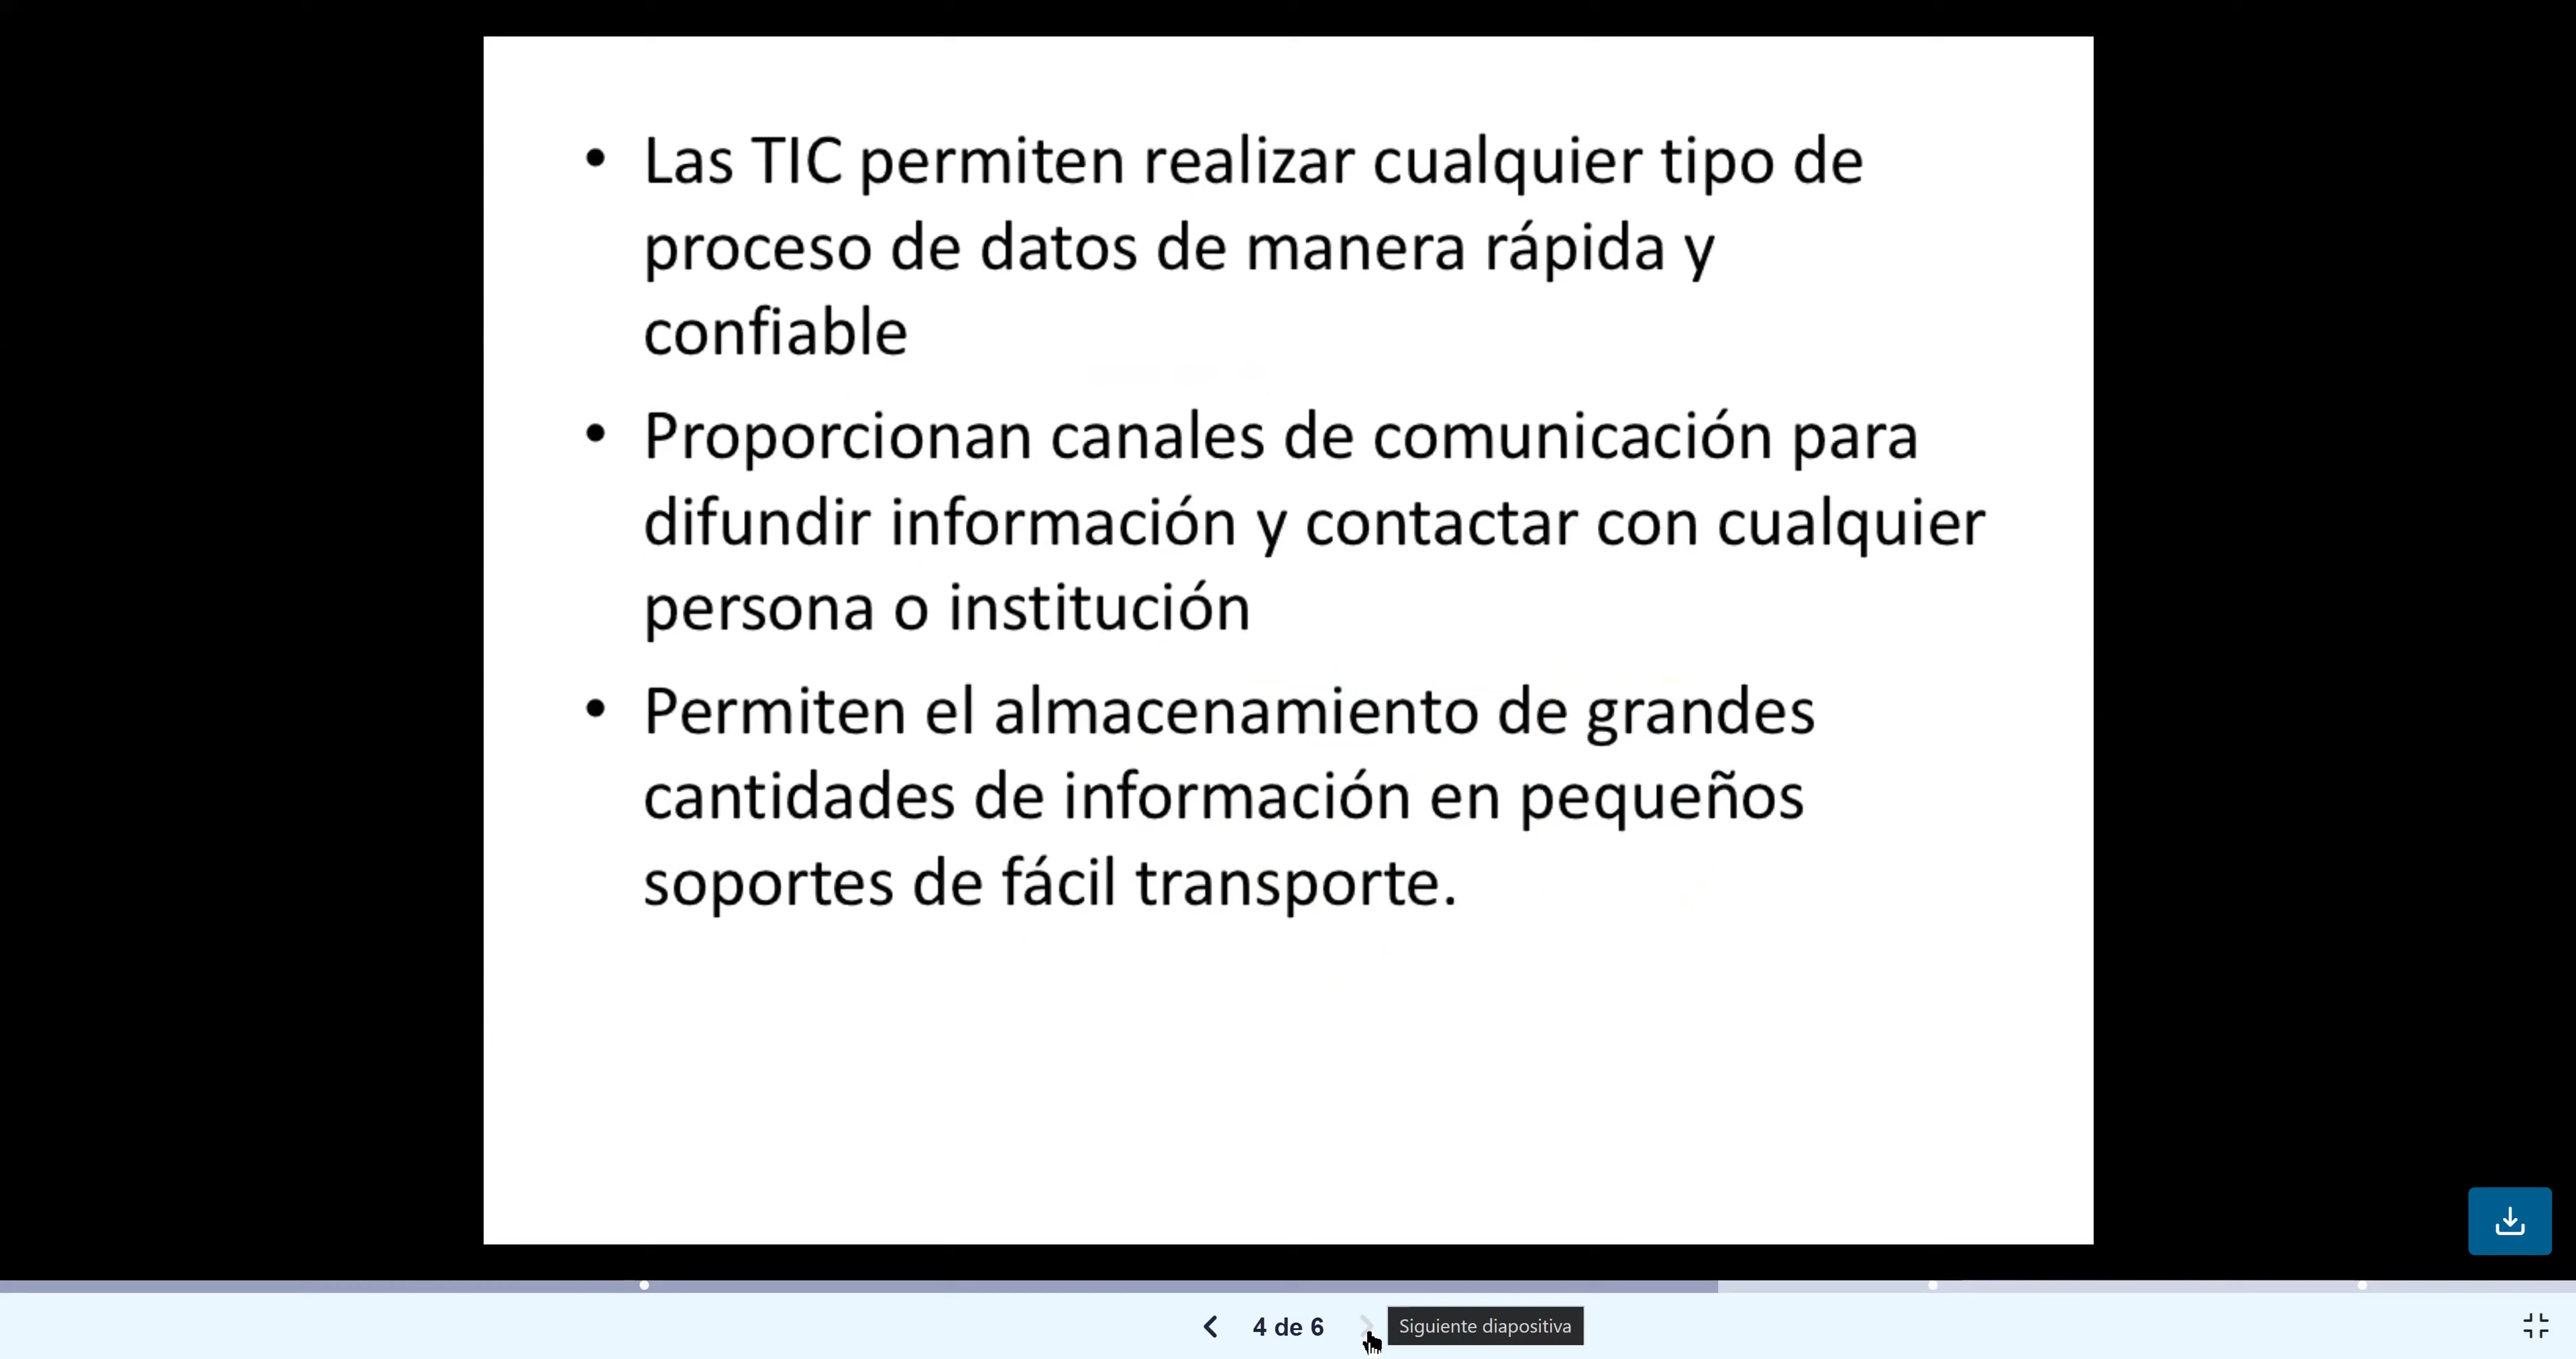 • Las TIC permiten realizar cualquier tipo de
proceso de datos de manera rápida y
confiable
• Proporcionan canales de comunicación para
difundir información y contactar con cualquier
persona o institución
• Permiten el almacenamiento de grandes
cantidades de información en pequeños
soportes de fácil transporte.
4 de 6
Siguiente diapositiva